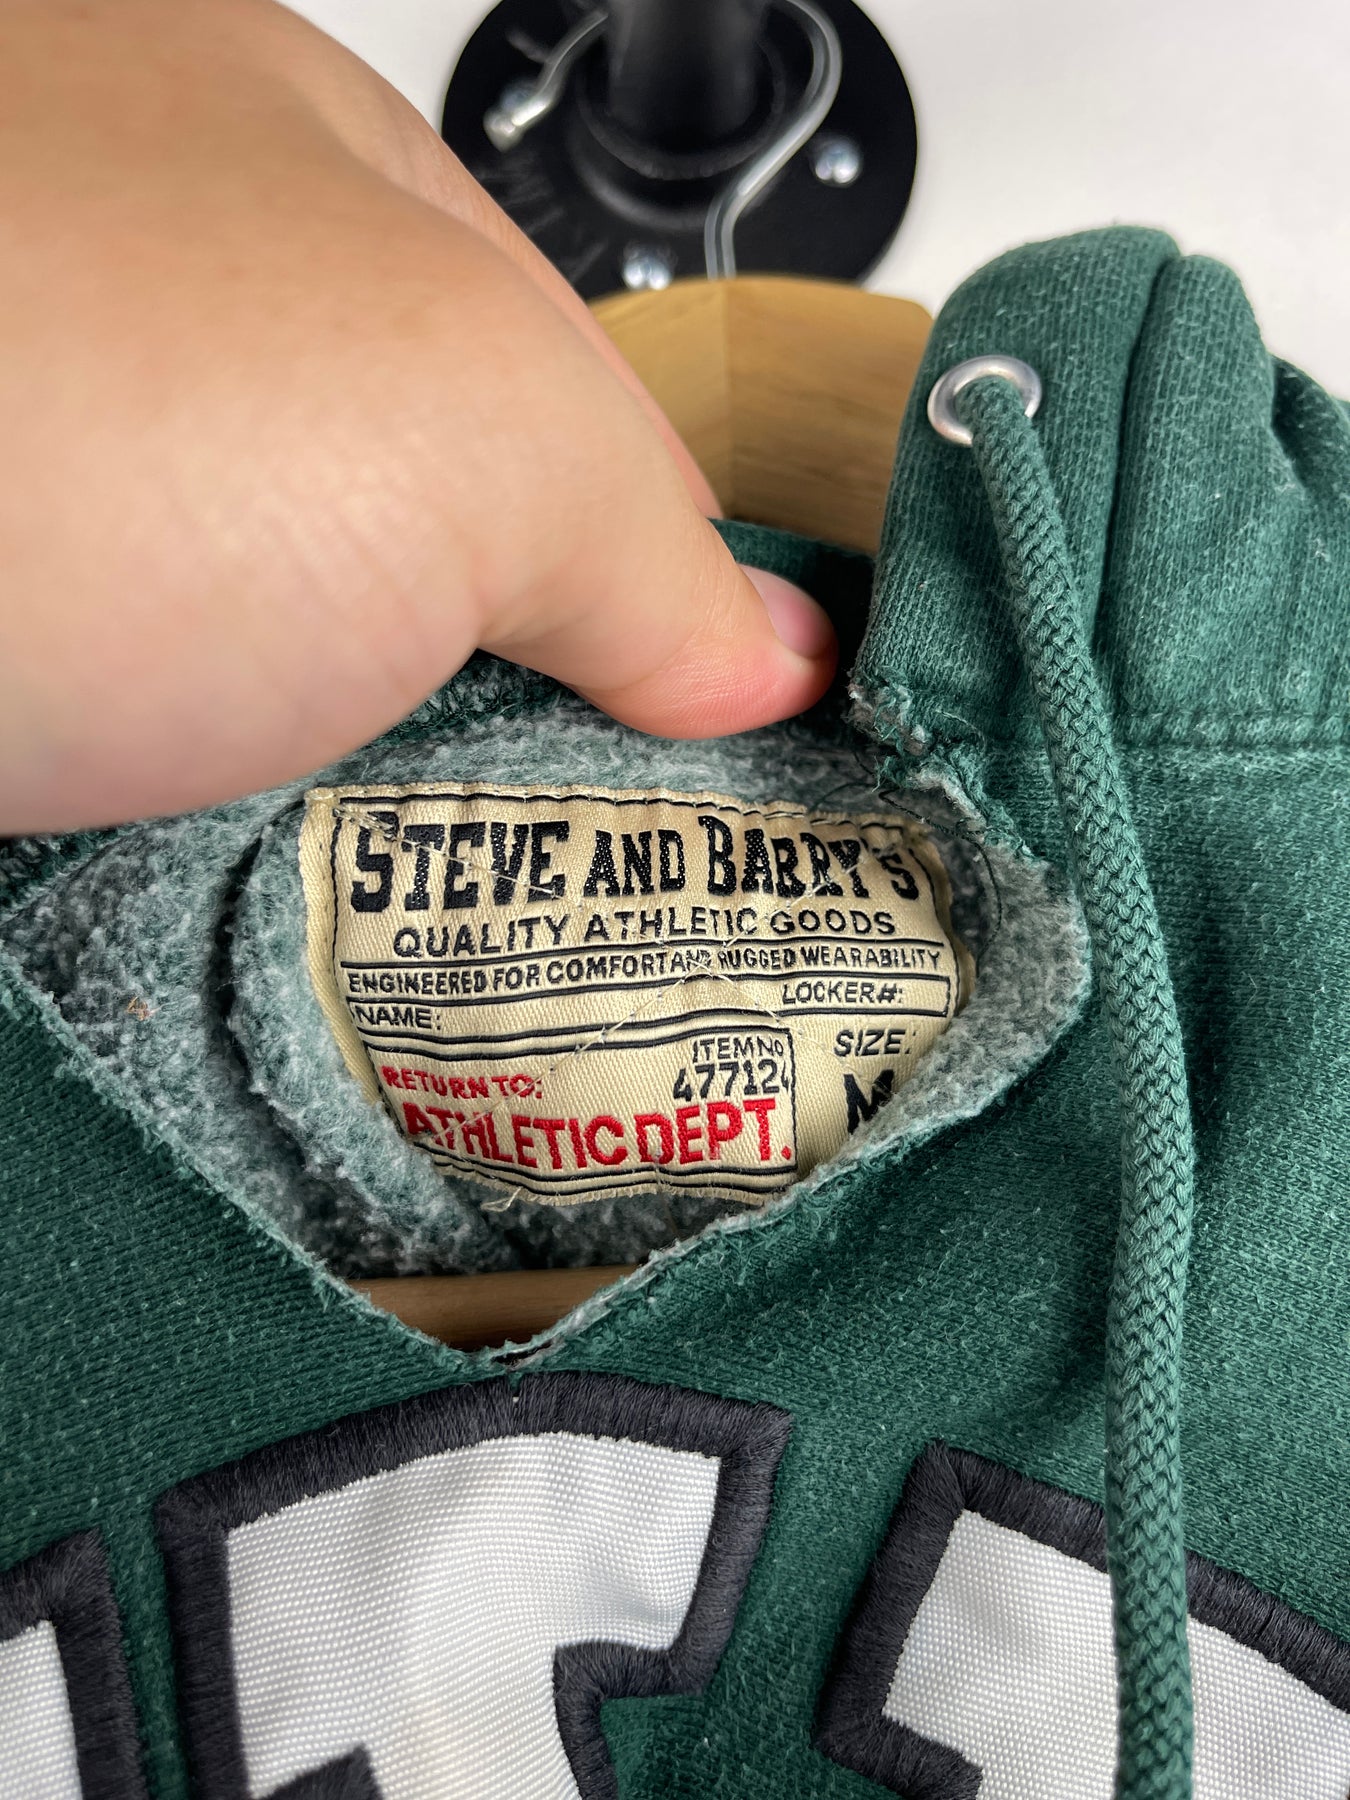 STEVE AND BARRY'S
QUALITY ATHLETIC GOODS
ENGINEERED FOR COMFORT AND RUGGED WEARABILITY
NAME:
LOCKER#:
RETURN TO:
ITEM NO
477124
SIZE:
ATHLETIC DEPT.
M